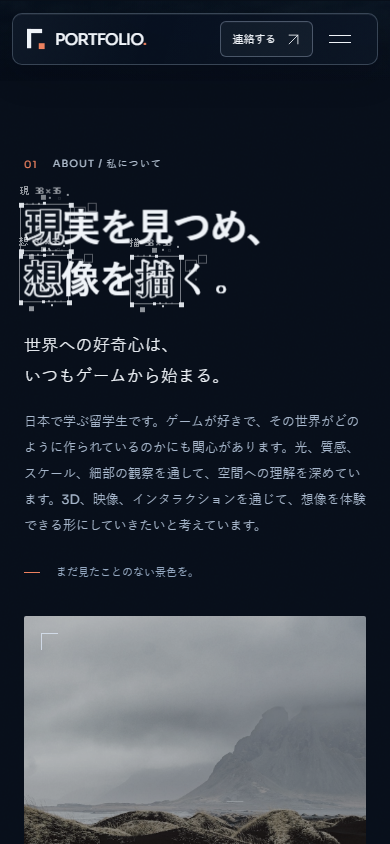 PORTFOLIO.
連絡する
01 ABOUT / 私について
現 38×35
現実を見つめ、
想像を描く。
世界への好奇心は、
いつもゲームから始まる。
日本で学ぶ留学生です。ゲームが好きで、その世界がどの
ように作られているのかにも関心があります。光、質感、
スケール、細部の観察を通して、空間への理解を深めてい
ます。3D、映像、インタラクションを通じて、想像を体験
できる形にしていきたいと考えています。
まだ見たことのない景色を。